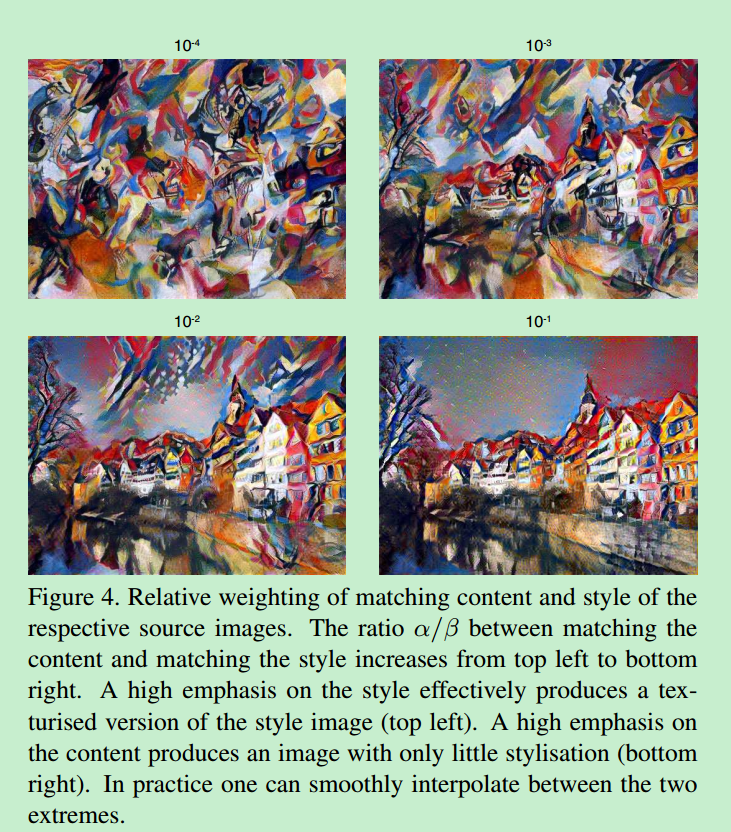 10⁻⁴
10⁻³
10⁻²
10⁻¹
Figure 4. Relative weighting of matching content and style of the
respective source images. The ratio α/β between matching the
content and matching the style increases from top left to bottom
right. A high emphasis on the style effectively produces a tex-
turised version of the style image (top left). A high emphasis on
the content produces an image with only little stylisation (bottom
right). In practice one can smoothly interpolate between the two
extremes.